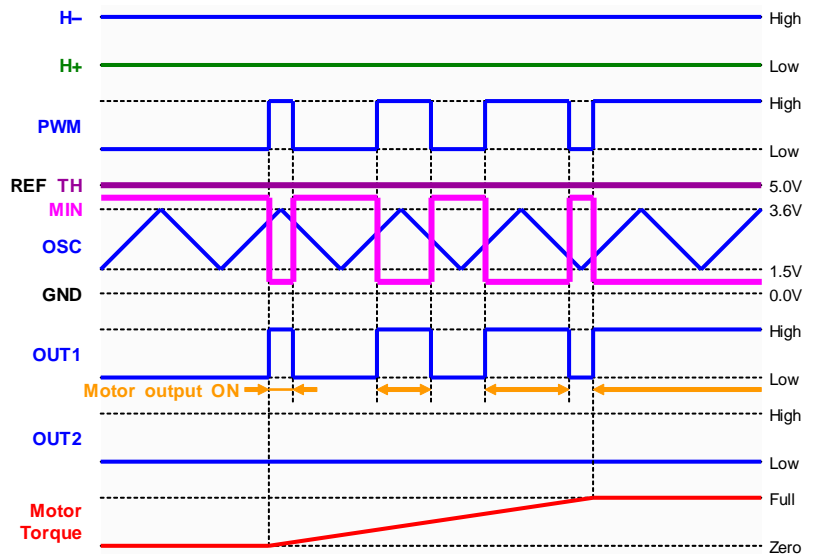 H–
High
H+
Low
High
PWM
Low
REF TH
5.0V
MIN
3.6V
OSC
1.5V
GND
0.0V
High
OUT1
Low
Motor output ON
High
OUT2
Low
Full
Motor
Torque
Zero